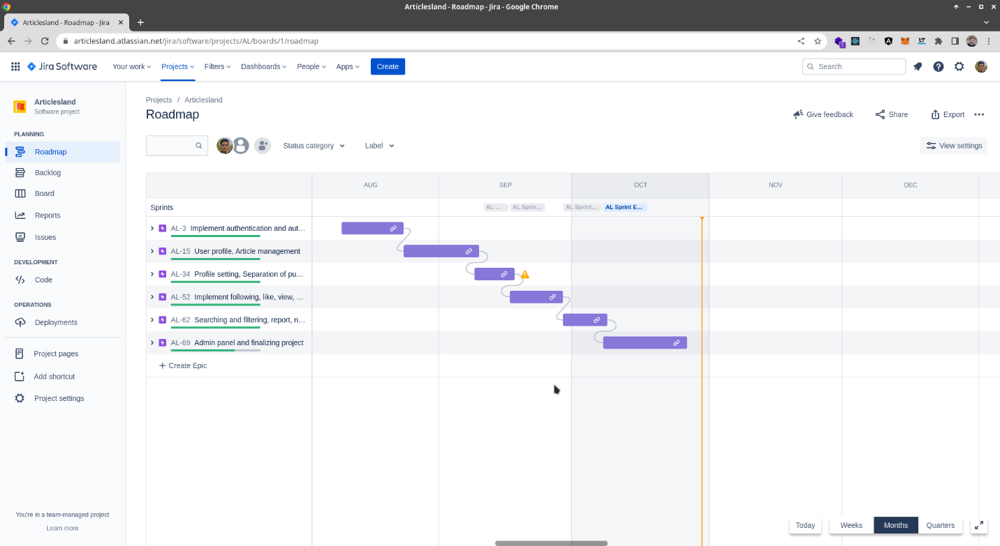 Articlesland - Roadmap - Jira - Google Chrome
Articlesland - Roadmap - Jira
articlesland.atlassian.net/jira/software/projects/AL/boards/1/roadmap
7
LT
Jira Software
Your work
Projects
Filters
Dashboards
People
Apps
Create
Search
Articlesland
Software project
PLANNING
Roadmap
Backlog
Board
Reports
Issues
DEVELOPMENT
Code
OPERATIONS
Deployments
Project pages
Add shortcut
Project settings
You're in a team-managed project
Learn more
Projects / Articlesland
Roadmap
Give feedback
Share
Export
Status category
Label
View settings
AUG SEP OCT NOV DEC
Sprints
AL ...
AL Sprin...
AL Sprint...
AL Sprint E...
AL-3 Implement authentication and aut...
AL-15 User profile, Article management
AL-34 Profile setting, Separation of pu...
AL-52 Implement following, like, view, ...
AL-62 Searching and filtering, report, n...
AL-69 Admin panel and finalizing project
Create Epic
Today
Weeks
Months
Quarters